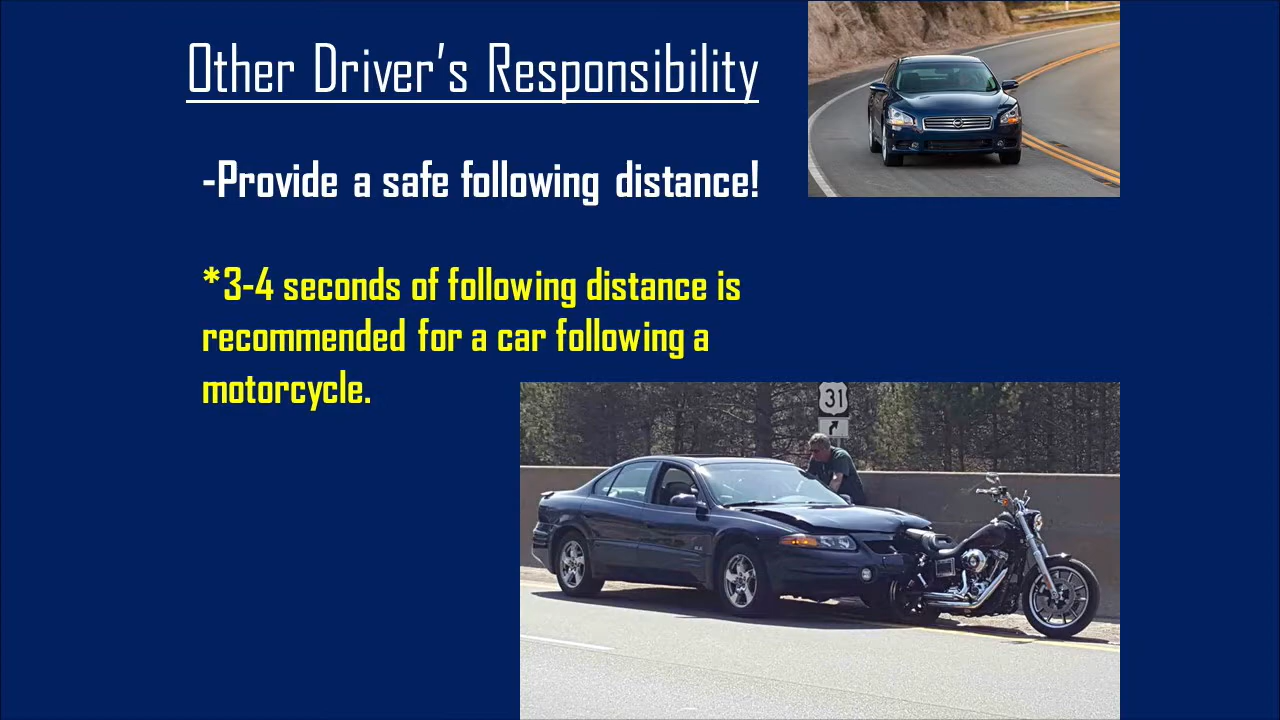 Other Driver's Responsibility
-Provide a safe following distance!
*3-4 seconds of following distance is
recommended for a car following a
motorcycle.
31